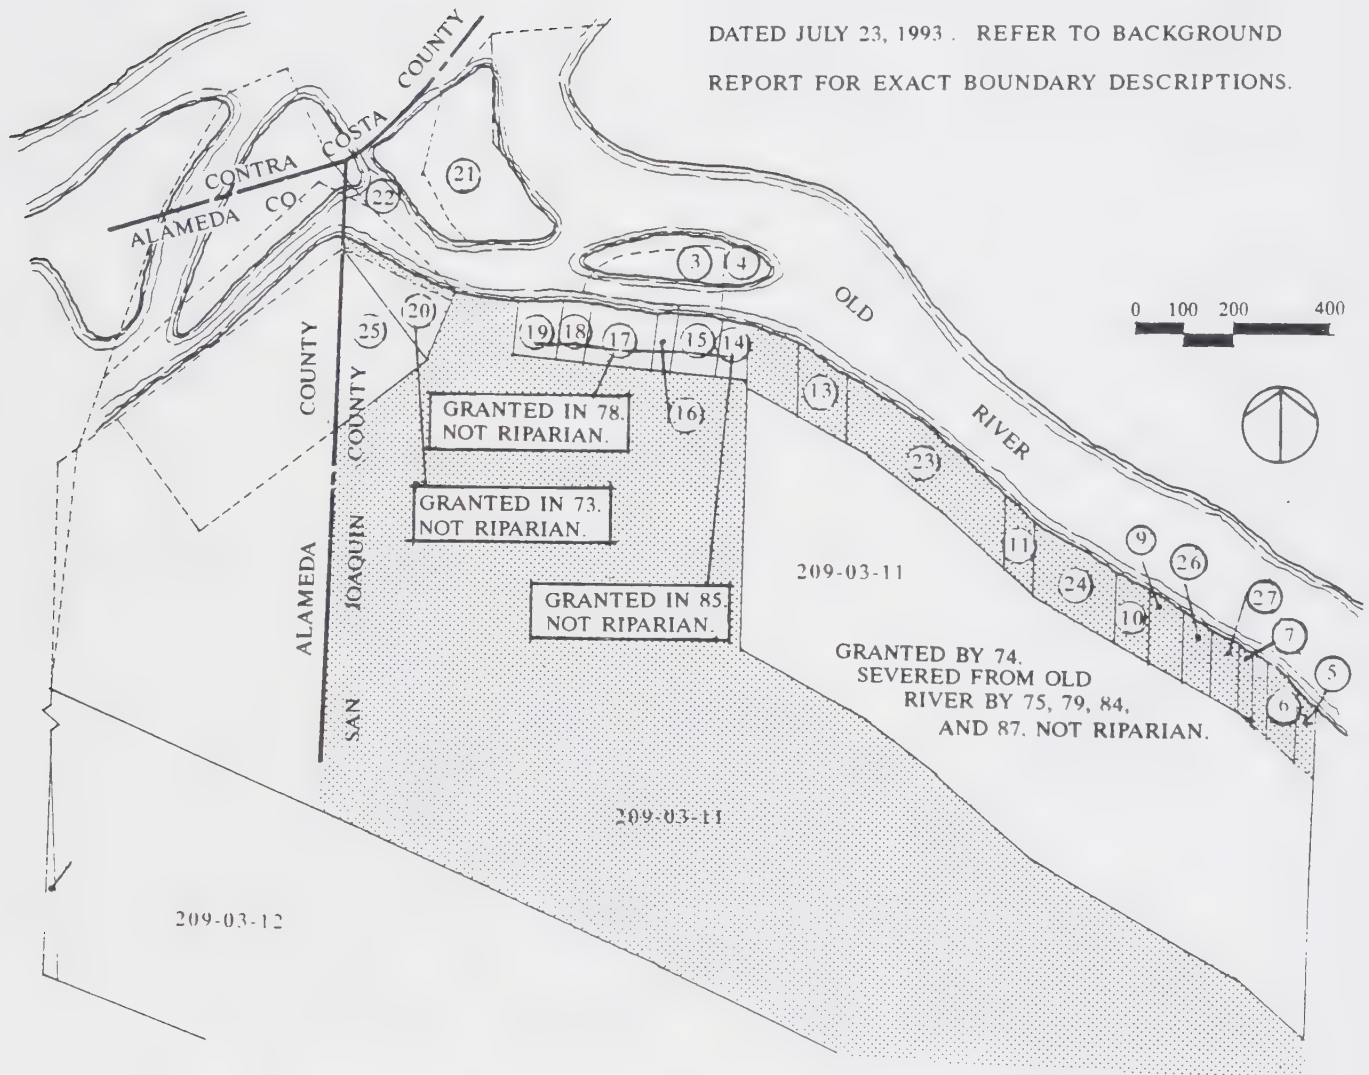 DATED JULY 23, 1993 . REFER TO BACKGROUND
REPORT FOR EXACT BOUNDARY DESCRIPTIONS.
CONTRA COSTA COUNTY
ALAMEDA CO.
21
22
3
4
OLD
RIVER
0 100 200 400
20
25
19
18
17
15
14
16
13
23
11
24
10
9
26
27
7
5
6
GRANTED IN 78.
NOT RIPARIAN.
GRANTED IN 73.
NOT RIPARIAN.
GRANTED IN 85.
NOT RIPARIAN.
ALAMEDA COUNTY
SAN JOAQUIN COUNTY
209-03-11
GRANTED BY 74.
SEVERED FROM OLD
RIVER BY 75, 79, 84,
AND 87. NOT RIPARIAN.
209-03-11
209-03-12